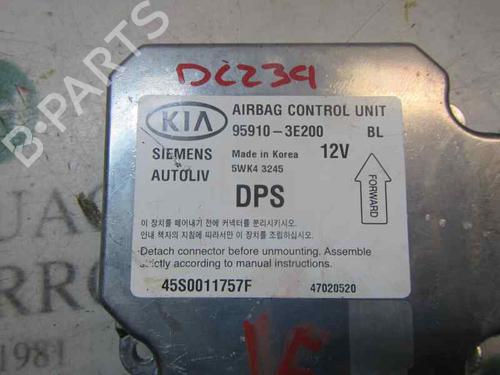 DC239
KIA
AIRBAG CONTROL UNIT
95910-3E200 BL
SIEMENS
AUTOLIV
Made in Korea
5WK4 3245
12V
DPS
FORWARD
이 장치를 떼어내기 전에 커넥터를 분리시키시오.
안내 책자의 지침에 따라서만 이 장치를 조립하시오.
Detach connector before unmounting. Assemble
strictly according to manual instructions.
45S0011757F 47020520
B-PARTS
1981